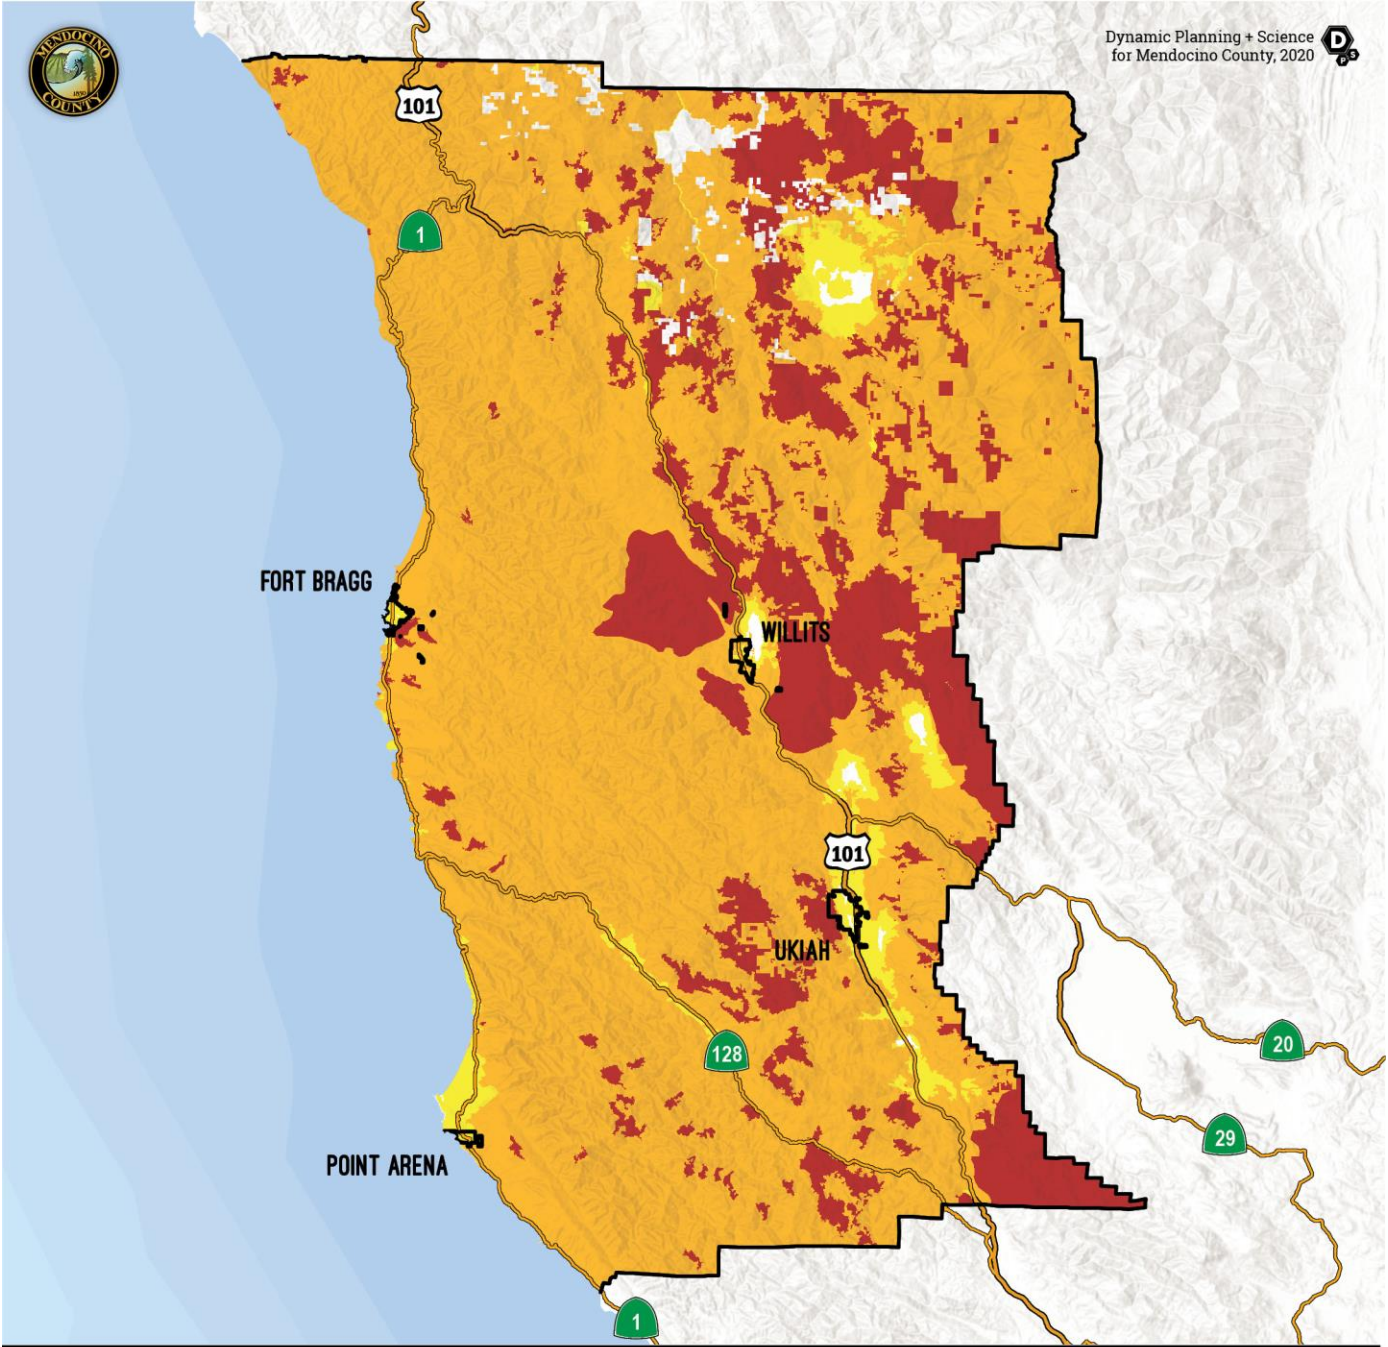 MENDOCINO
COUNTY
1850
Dynamic Planning + Science
for Mendocino County, 2020
D
P
S
101
1
FORT BRAGG
WILLITS
101
UKIAH
128
20
29
POINT ARENA
1